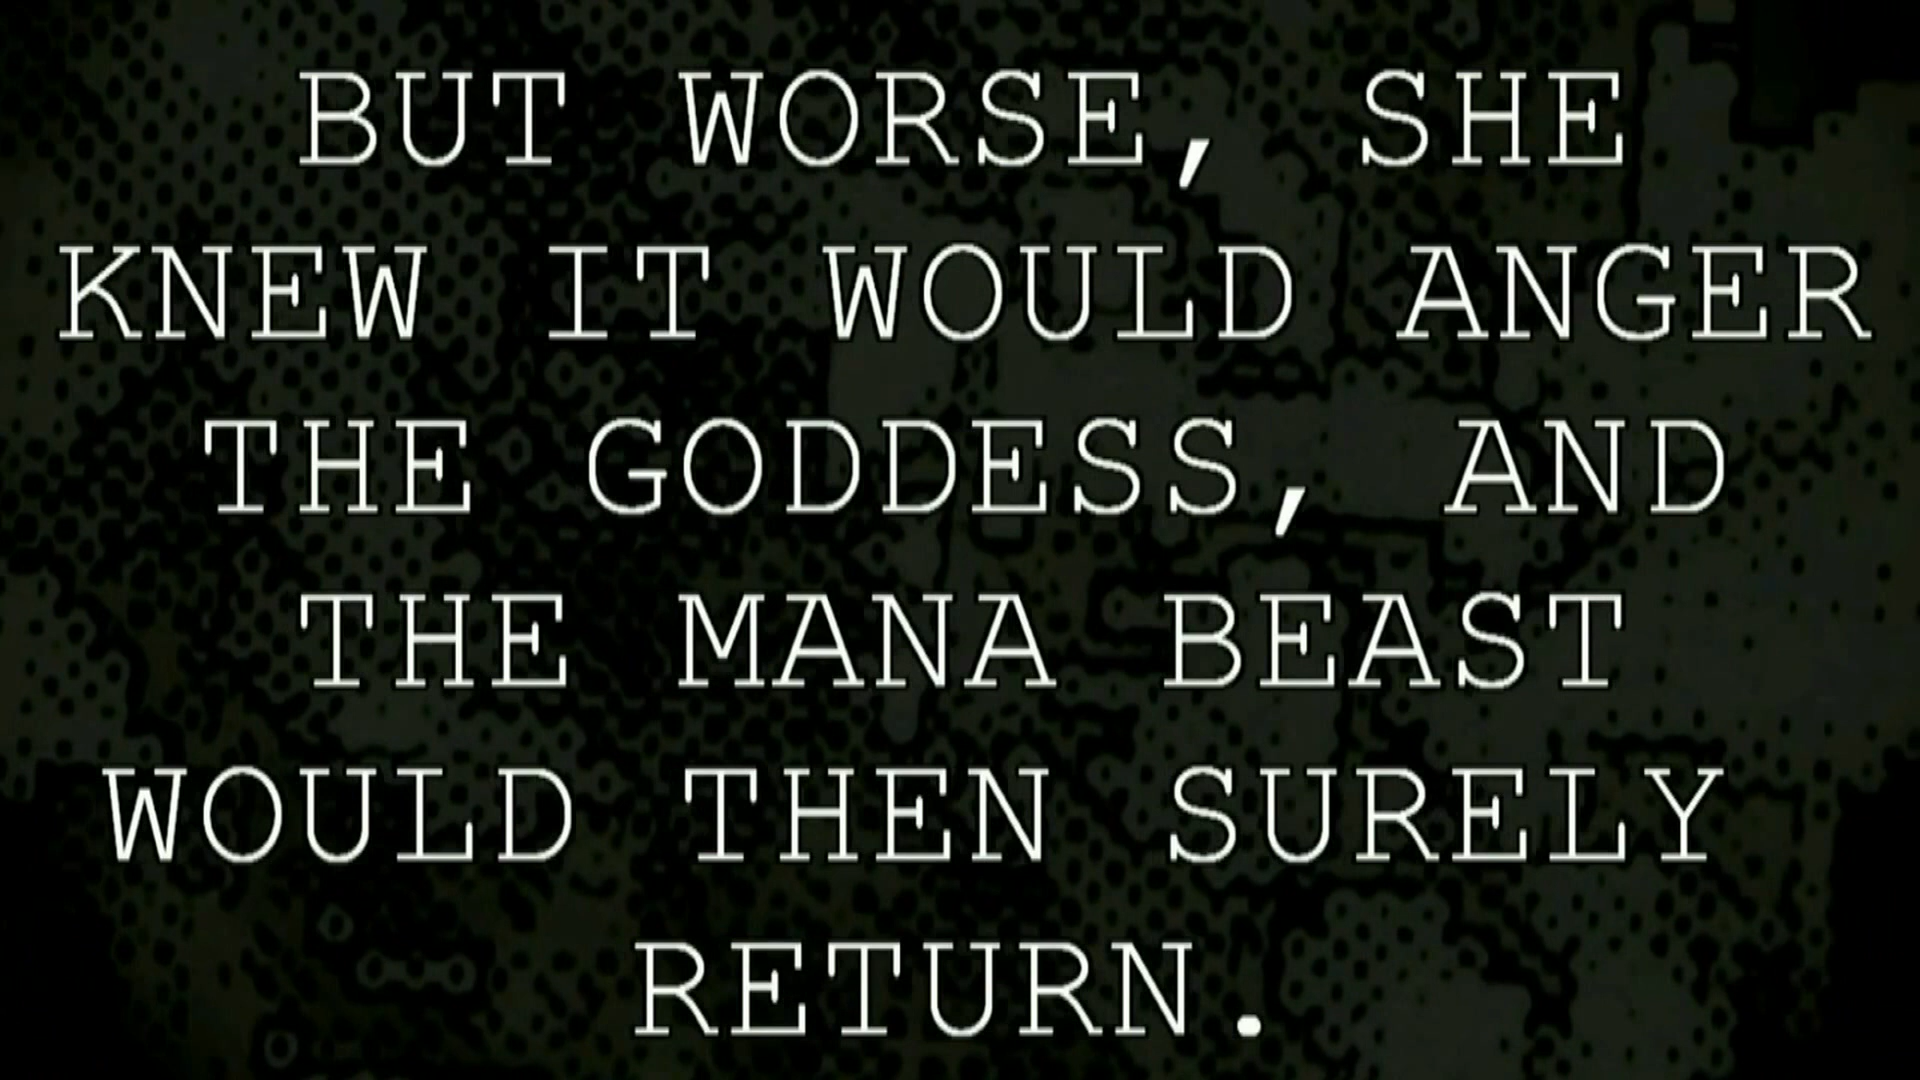 BUT WORSE, SHE
KNEW IT WOULD ANGER
THE GODDESS, AND
THE MANA BEAST
WOULD THEN SURELY
RETURN.